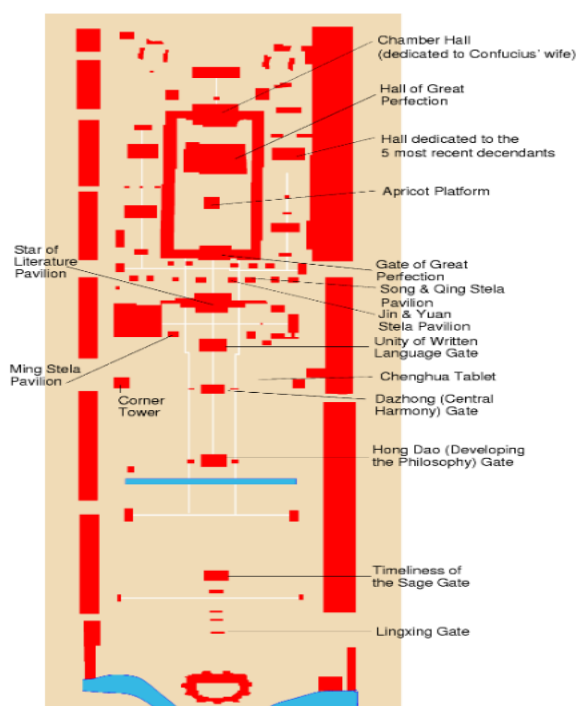 Chamber Hall
(dedicated to Confucius' wife)
Hall of Great
Perfection
Hall dedicated to the
5 most recent decendants
Apricot Platform
Star of
Literature
Pavilion
Gate of Great
Perfection
Song & Qing Stela
Pavilion
Jin & Yuan
Stela Pavilion
Unity of Written
Language Gate
Ming Stela
Pavilion
Chenghua Tablet
Corner
Tower
Dazhong (Central
Harmony) Gate
Hong Dao (Developing
the Philosophy) Gate
Timeliness of
the Sage Gate
Lingxing Gate